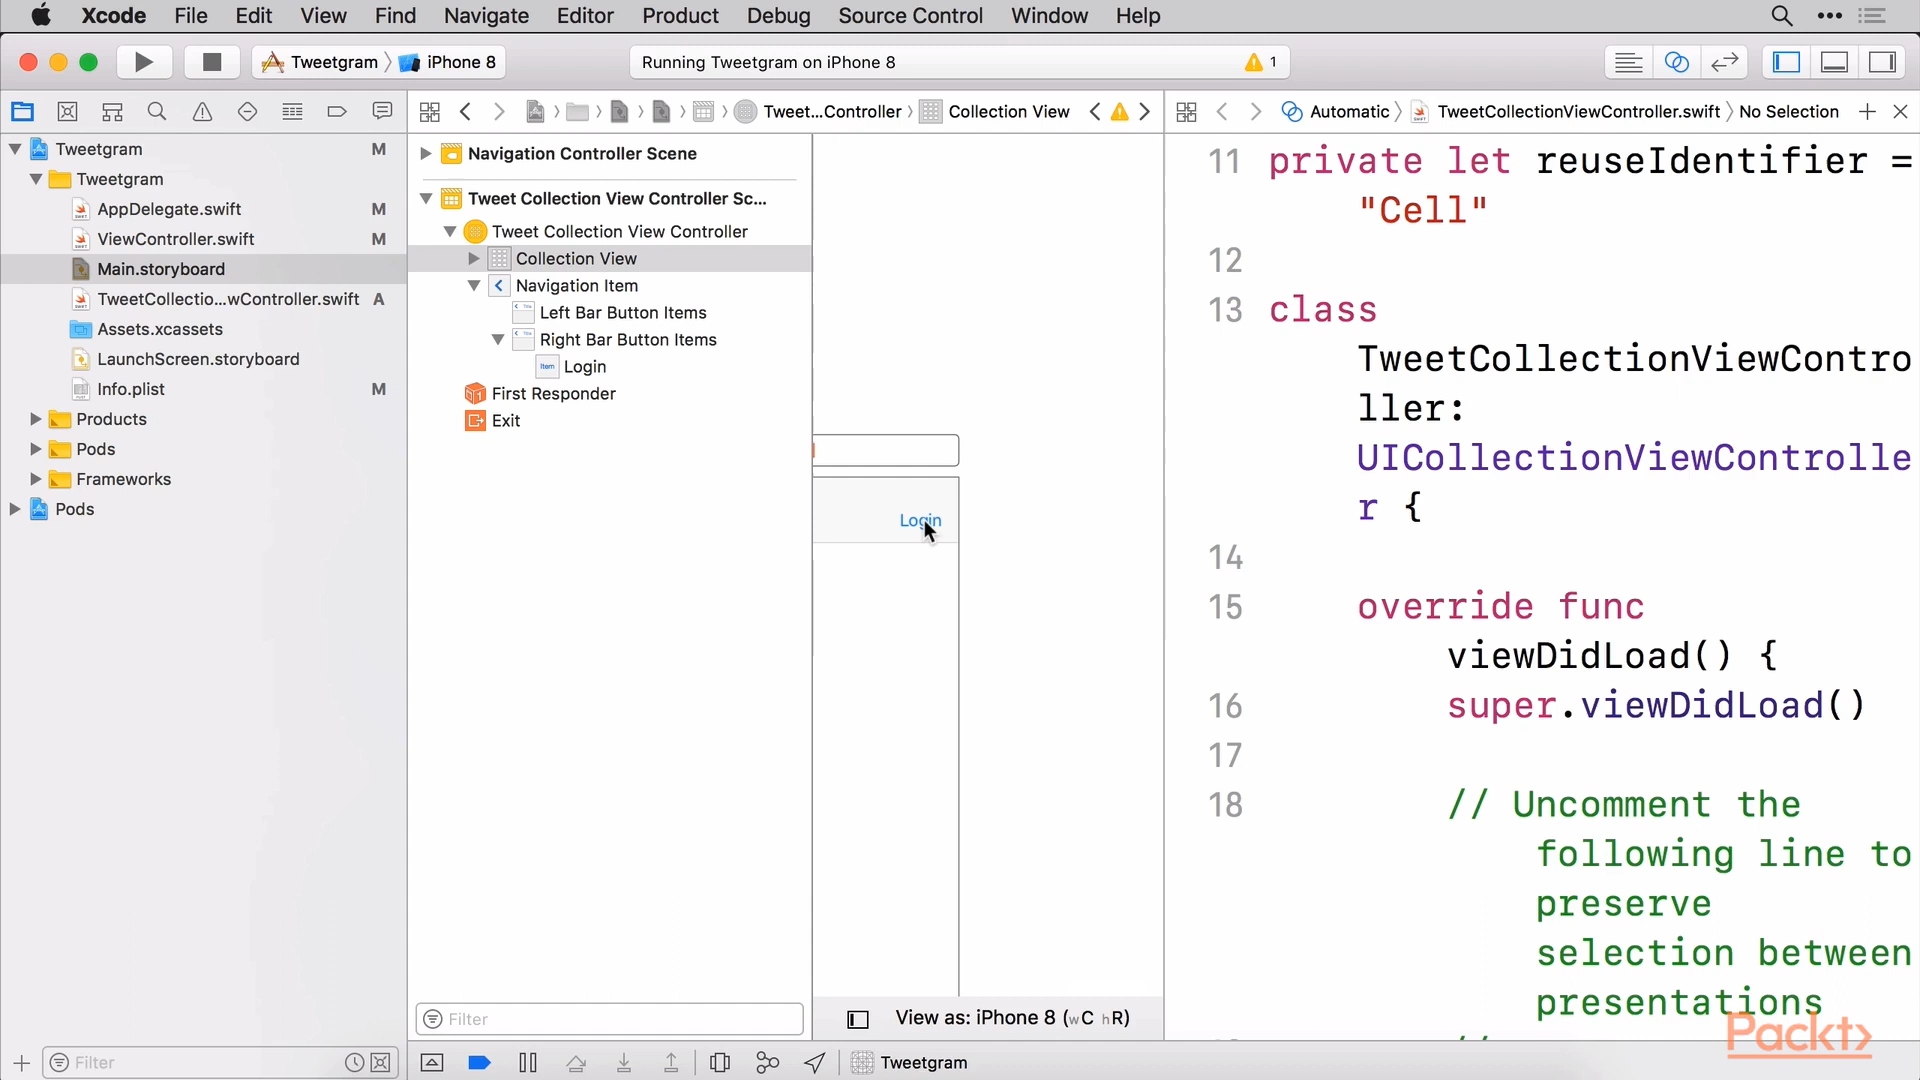 Xcode File Edit View Find Navigate Editor Product Debug Source Control Window Help
Tweetgram iPhone 8 Running Tweetgram on iPhone 8 1
Tweet...Controller Collection View Automatic TweetCollectionViewController.swift No Selection
Tweetgram M
Tweetgram
AppDelegate.swift M
ViewController.swift M
Main.storyboard
TweetCollectio...wController.swift A
Assets.xcassets
LaunchScreen.storyboard
Info.plist M
Products
Pods
Frameworks
Pods
Filter
Navigation Controller Scene
Tweet Collection View Controller Sc...
Tweet Collection View Controller
Collection View
Navigation Item
Left Bar Button Items
Right Bar Button Items
Item Login
First Responder
Exit
Filter
Login
View as: iPhone 8 (wC hR)
Tweetgram
11 private let reuseIdentifier =
"Cell"
12
13 class
TweetCollectionViewContro
ller:
UICollectionViewControlle
r {
14
15 override func
viewDidLoad() {
16 super.viewDidLoad()
17
18 // Uncomment the
following line to
preserve
selection between
presentations
//
Packt>